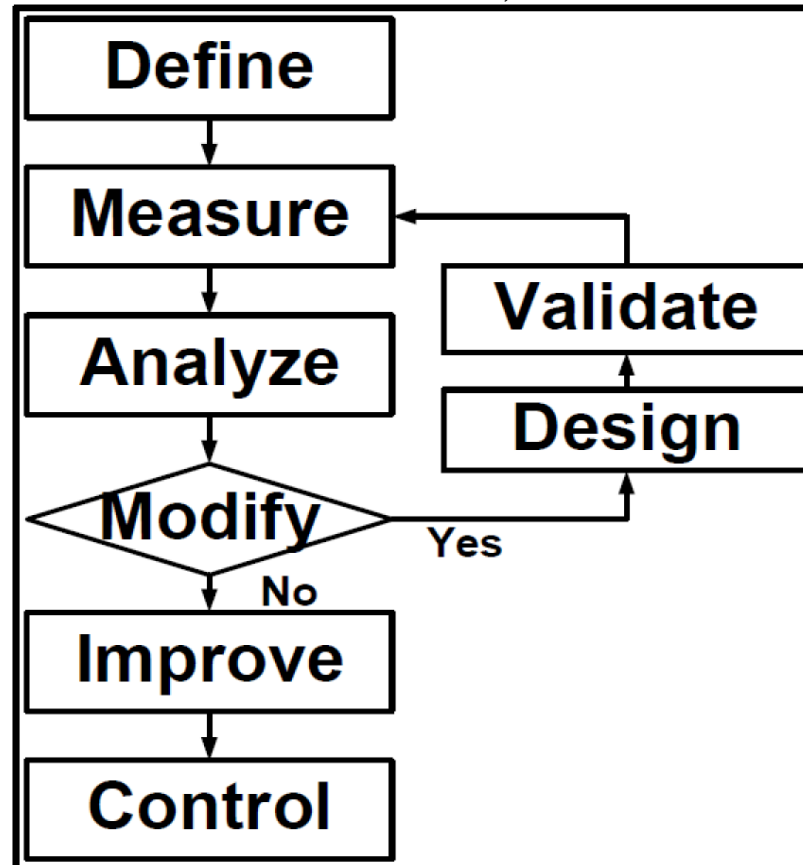 Define
Measure
Validate
Analyze
Design
Modify
Yes
No
Improve
Control